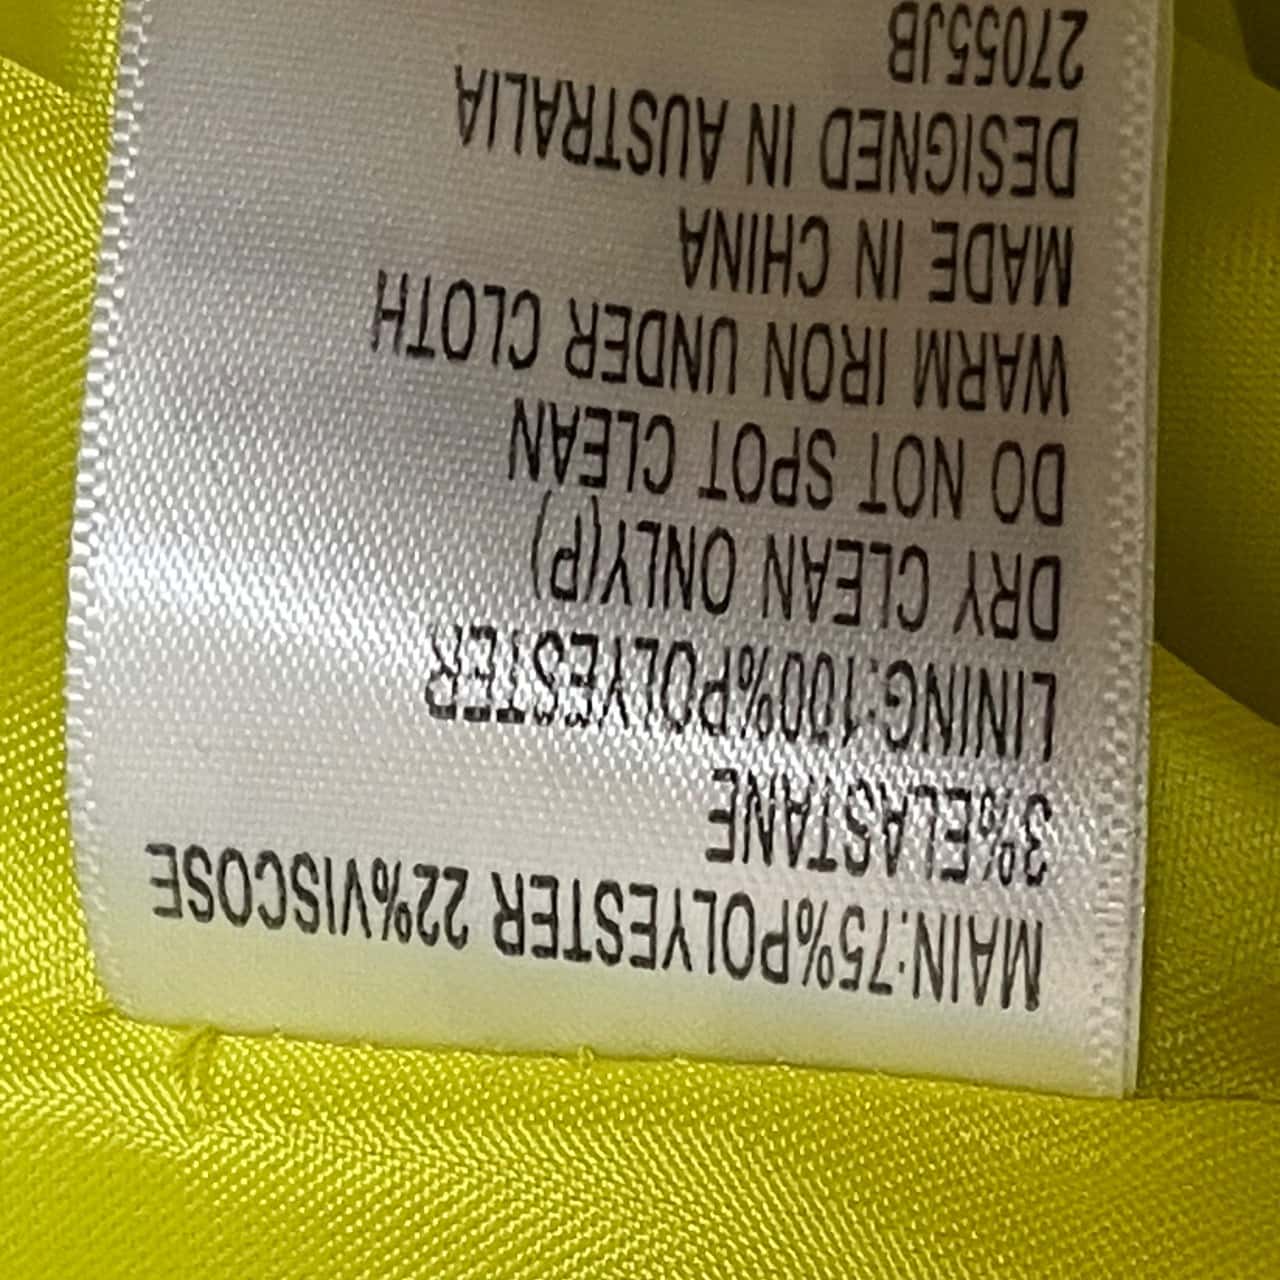 MAIN:75%POLYESTER 22%VISCOSE
3%ELASTANE
LINING:100%POLYESTER
DRY CLEAN ONLY(P)
DO NOT SPOT CLEAN
WARM IRON UNDER CLOTH
MADE IN CHINA
DESIGNED IN AUSTRALIA
27055JB